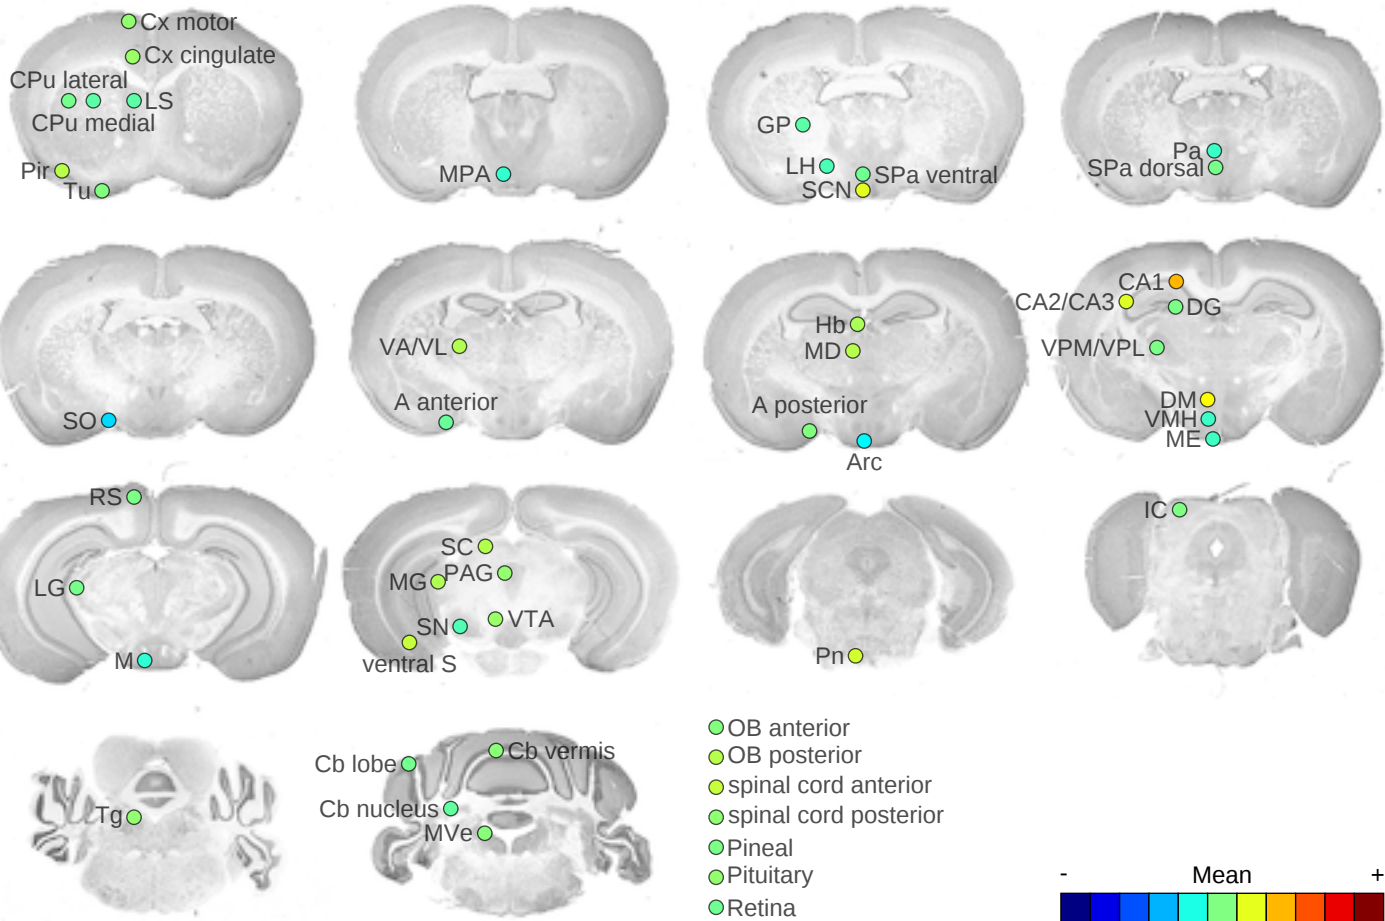 Cx motor
Cx cingulate
CPu lateral
LS
CPu medial
Pir
Tu
MPA
GP
LH
SPa ventral
SCN
Pa
SPa dorsal
SO
VA/VL
A anterior
Hb
MD
A posterior
Arc
CA1
CA2/CA3
DG
VPM/VPL
DM
VMH
ME
RS
LG
M
SC
PAG
MG
VTA
SN
ventral S
Pn
IC
Tg
Cb vermis
Cb lobe
Cb nucleus
MVe
OB anterior
OB posterior
spinal cord anterior
spinal cord posterior
Pineal
Pituitary
Retina
- Mean +